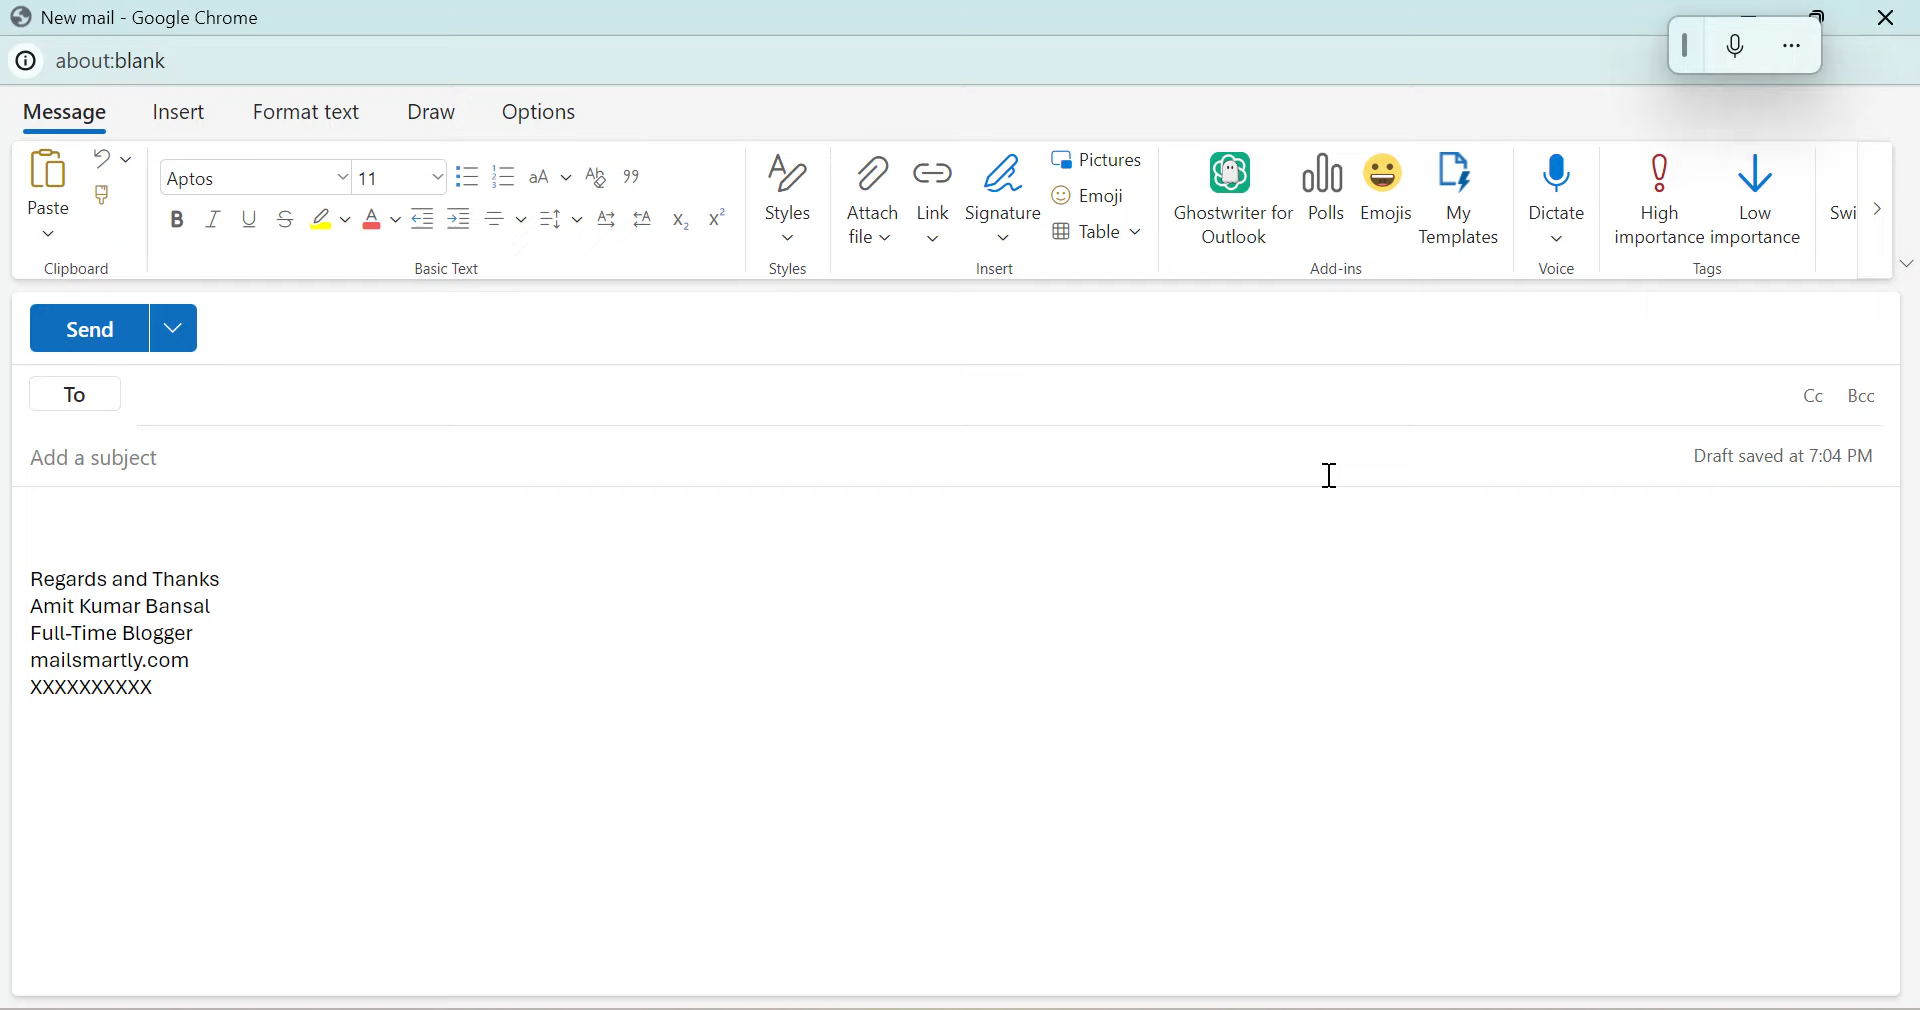 New mail - Google Chrome
about:blank
Message Insert Format text Draw Options
Paste
Clipboard
Aptos 11
Basic Text
Styles
Styles
Attach file
Link
Signature
Pictures
Emoji
Table
Insert
Ghostwriter for
Outlook
Polls
Emojis
My
Templates
Add-ins
Dictate
Voice
High
importance
Low
importance
Tags
Swi
Send
To
Cc Bcc
Add a subject
Draft saved at 7:04 PM
Regards and Thanks
Amit Kumar Bansal
Full-Time Blogger
mailsmartly.com
XXXXXXXXXX